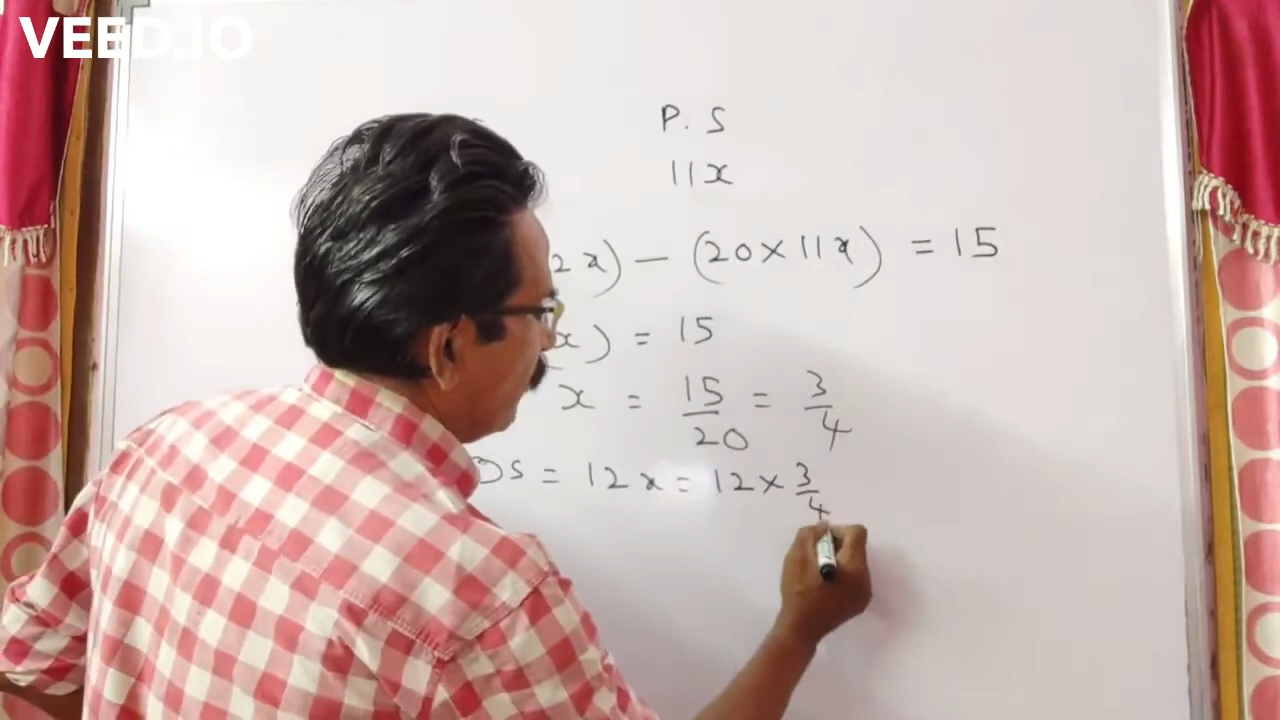 VEED.IO
P. S
11x
2x) - (20 × 11x) = 15
x) = 15
x = 15/20 = 3/4
OS = 12x = 12 × 3/4